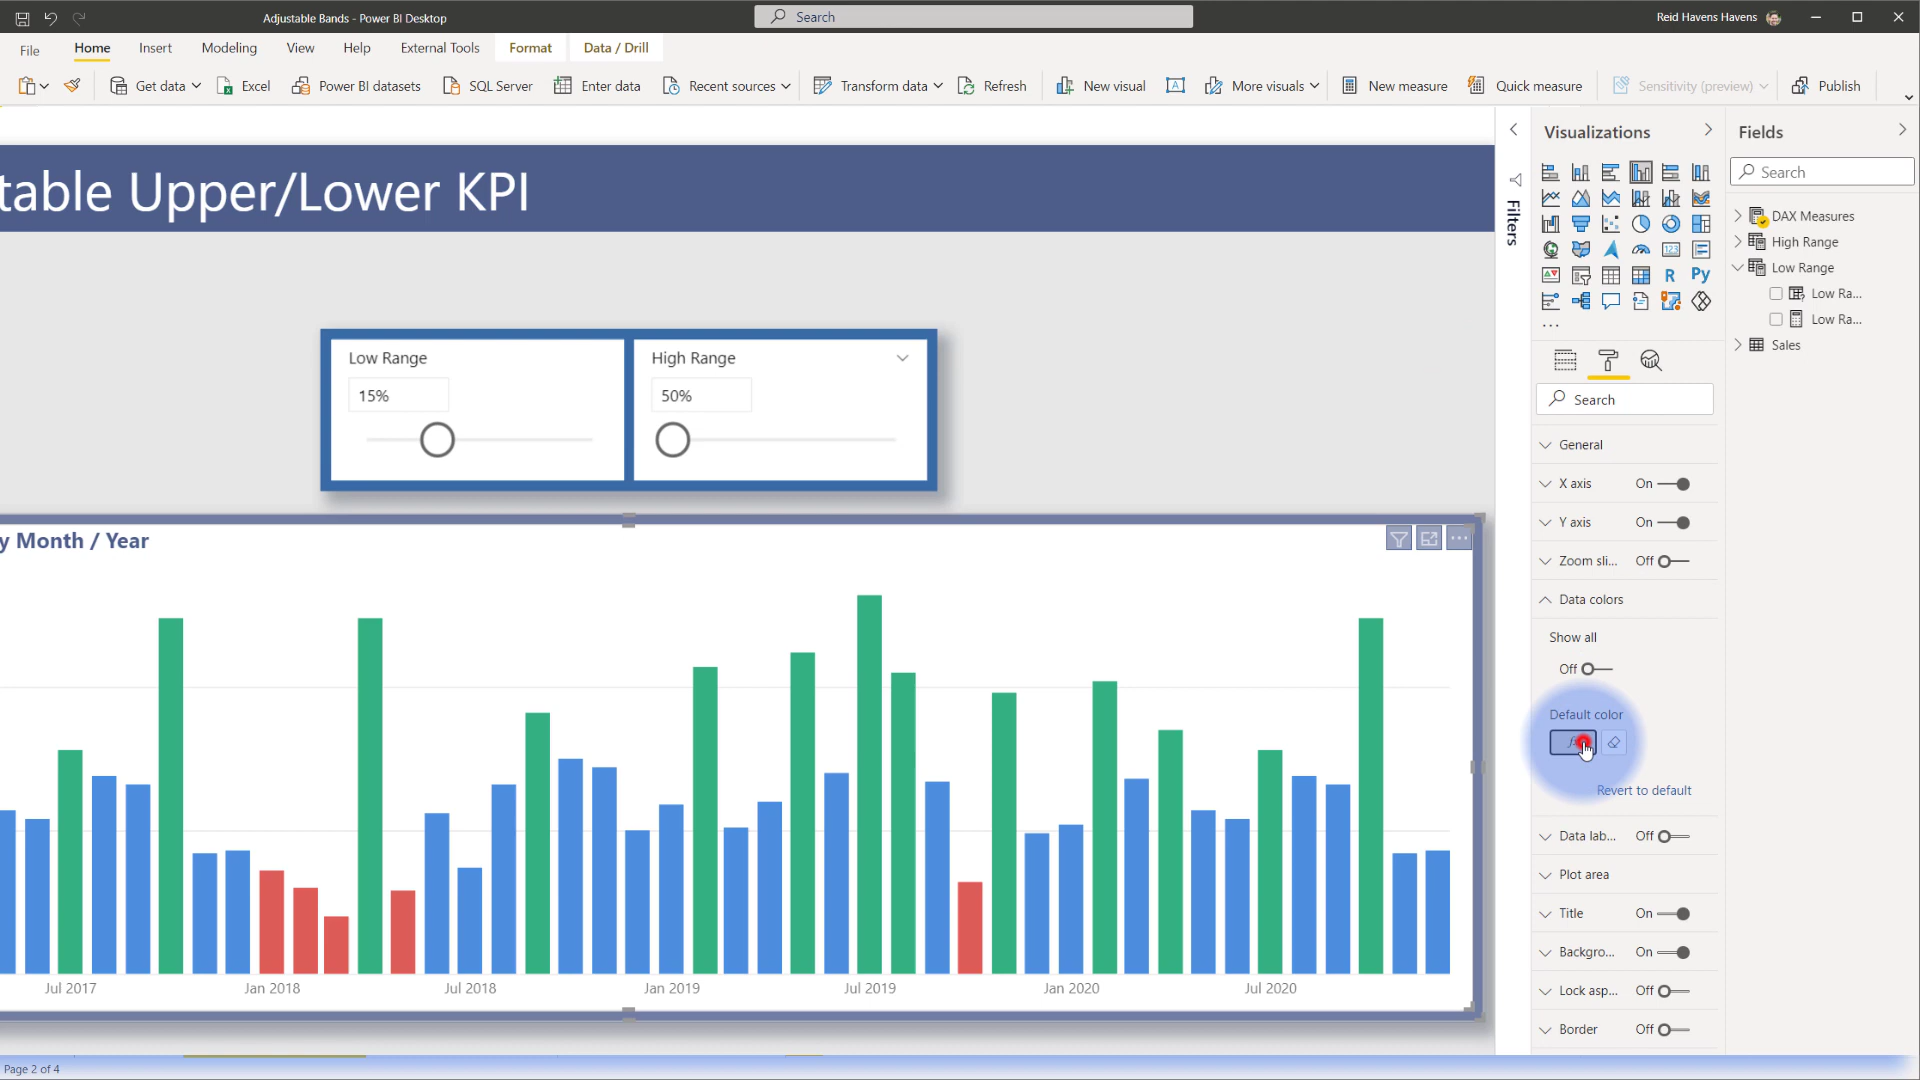 Adjustable Bands - Power BI Desktop
Search
Reid Havens Havens
File
Home
Insert
Modeling
View
Help
External Tools
Format
Data / Drill
Get data
Excel
Power BI datasets
SQL Server
Enter data
Recent sources
Transform data
Refresh
New visual
More visuals
New measure
Quick measure
Sensitivity (preview)
Publish
table Upper/Lower KPI
Low Range
15%
High Range
50%
y Month / Year
Jul 2017
Jan 2018
Jul 2018
Jan 2019
Jul 2019
Jan 2020
Jul 2020
Filters
Visualizations
123
R
Py
...
Search
General
X axis
On
Y axis
On
Zoom sli...
Off
Data colors
Show all
Off
Default color
Revert to default
Data lab...
Off
Plot area
Title
On
Backgro...
On
Lock asp...
Off
Border
Off
Fields
Search
DAX Measures
High Range
Low Range
Low Ra...
Low Ra...
Sales
Page 2 of 4